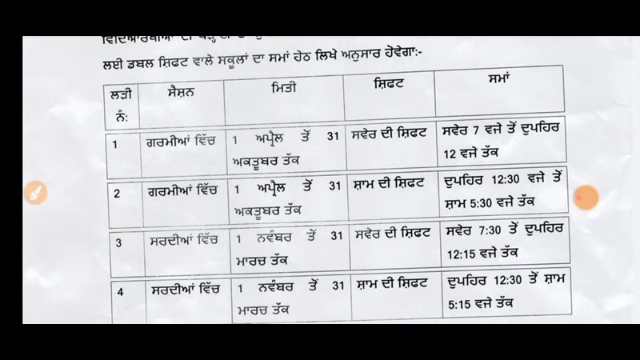 ਲਈ ਡਬਲ ਸ਼ਿਫਟ ਵਾਲੇ ਸਕੂਲਾਂ ਦਾ ਸਮਾਂ ਹੇਠ ਲਿਖੇ ਅਨੁਸਾਰ ਹੋਵੇਗਾ:-
ਲੜੀ ਨੰ: ਸੈਸ਼ਨ ਮਿਤੀ ਸ਼ਿਫਟ ਸਮਾਂ
1 ਗਰਮੀਆਂ ਵਿੱਚ 1 ਅਪ੍ਰੈਲ ਤੋਂ 31 ਸਵੇਰ ਦੀ ਸ਼ਿਫਟ ਸਵੇਰ 7 ਵਜੇ ਤੋਂ ਦੁਪਹਿਰ
ਅਕਤੂਬਰ ਤੱਕ 12 ਵਜੇ ਤੱਕ
2 ਗਰਮੀਆਂ ਵਿੱਚ 1 ਅਪ੍ਰੈਲ ਤੋਂ 31 ਸ਼ਾਮ ਦੀ ਸ਼ਿਫਟ ਦੁਪਹਿਰ 12:30 ਵਜੇ ਤੋਂ
ਅਕਤੂਬਰ ਤੱਕ ਸ਼ਾਮ 5:30 ਵਜੇ ਤੱਕ
3 ਸਰਦੀਆਂ ਵਿੱਚ 1 ਨਵੰਬਰ ਤੋਂ 31 ਸਵੇਰ ਦੀ ਸ਼ਿਫਟ ਸਵੇਰ 7:30 ਤੋਂ ਦੁਪਹਿਰ
ਮਾਰਚ ਤੱਕ 12:15 ਵਜੇ ਤੱਕ
4 ਸਰਦੀਆਂ ਵਿੱਚ 1 ਨਵੰਬਰ ਤੋਂ 31 ਸ਼ਾਮ ਦੀ ਸ਼ਿਫਟ ਦੁਪਹਿਰ 12:30 ਤੋਂ ਸ਼ਾਮ
ਮਾਰਚ ਤੱਕ 5:15 ਵਜੇ ਤੱਕ